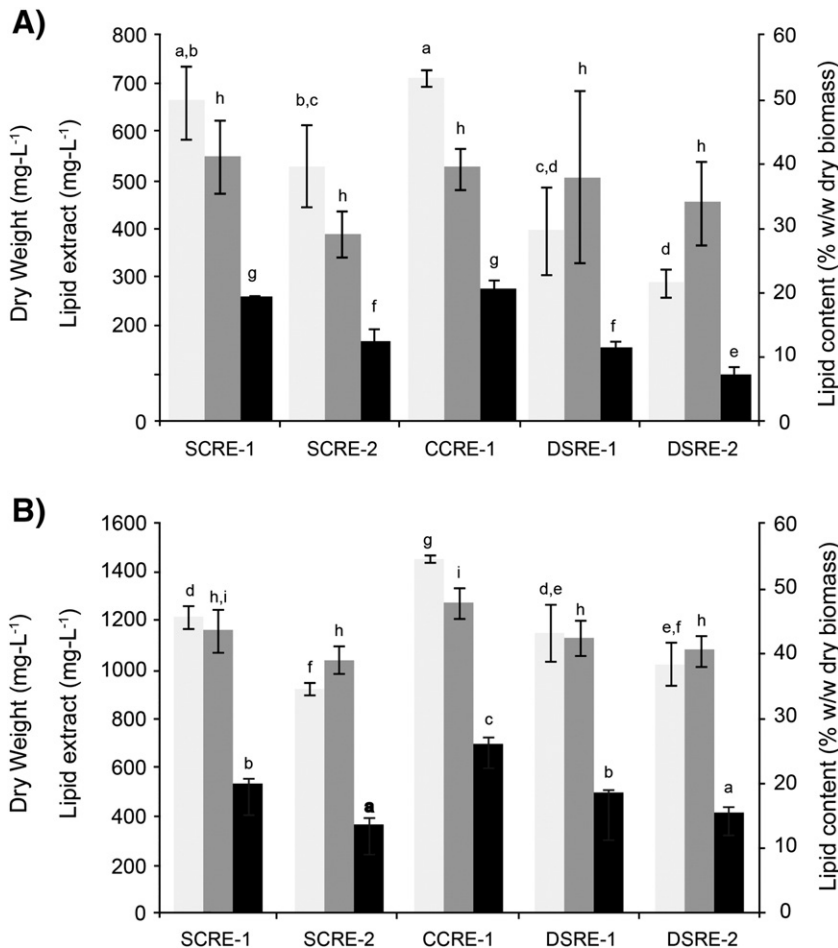 A)
Dry Weight (mg-L⁻¹)
Lipid extract (mg-L⁻¹)
800
700
600
500
400
300
200
0
a,b
h
g
b,c
h
f
a
h
g
c,d
h
f
d
h
e
60
50
40
30
20
10
0
Lipid content (% w/w dry biomass)
SCRE-1 SCRE-2 CCRE-1 DSRE-1 DSRE-2
B)
Dry Weight (mg-L⁻¹)
Lipid extract (mg-L⁻¹)
1600
1400
1200
1000
800
600
400
200
0
d
h,i
b
f
h
a
g
i
c
d,e
h
b
e,f
h
a
60
50
40
30
20
10
0
Lipid content (% w/w dry biomass)
SCRE-1 SCRE-2 CCRE-1 DSRE-1 DSRE-2